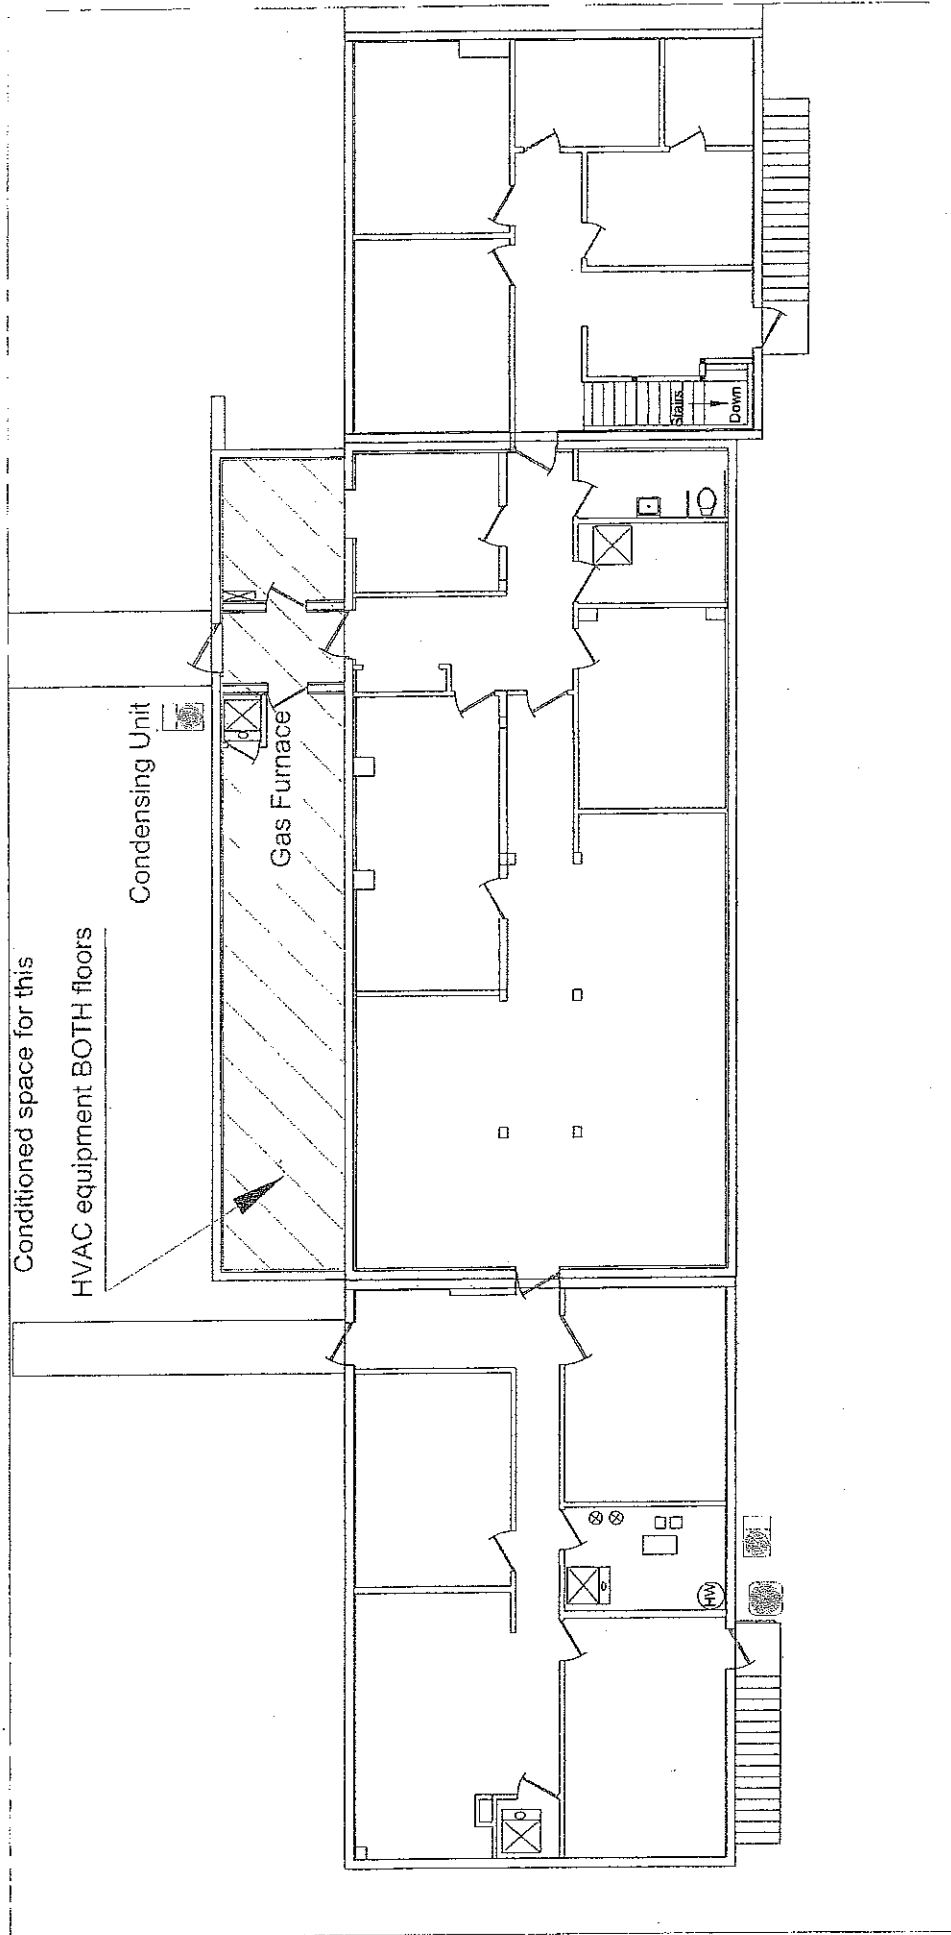 Conditioned space for this
HVAC equipment BOTH floors
Condensing Unit
Gas Furnace
Stairs
Down
HW